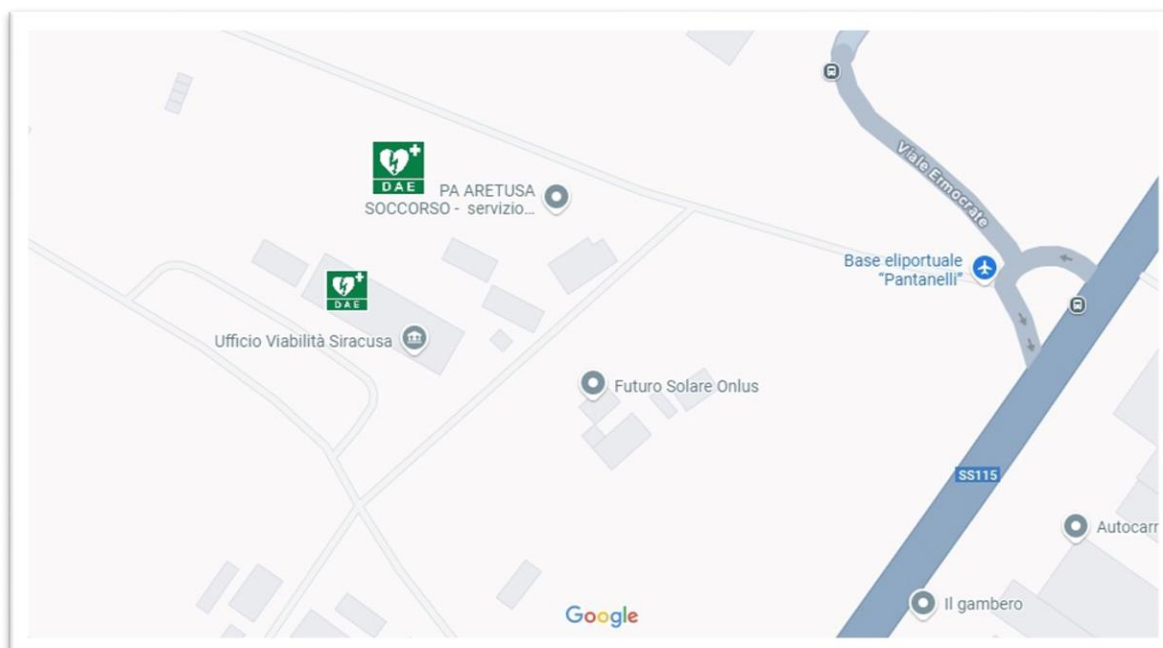 Viale Ermocrate
DAE
PA ARETUSA
SOCCORSO - servizio...
Base eliportuale
"Pantanelli"
DAE
Ufficio Viabilità Siracusa
Futuro Solare Onlus
SS115
Autocarr
Il gambero
Google